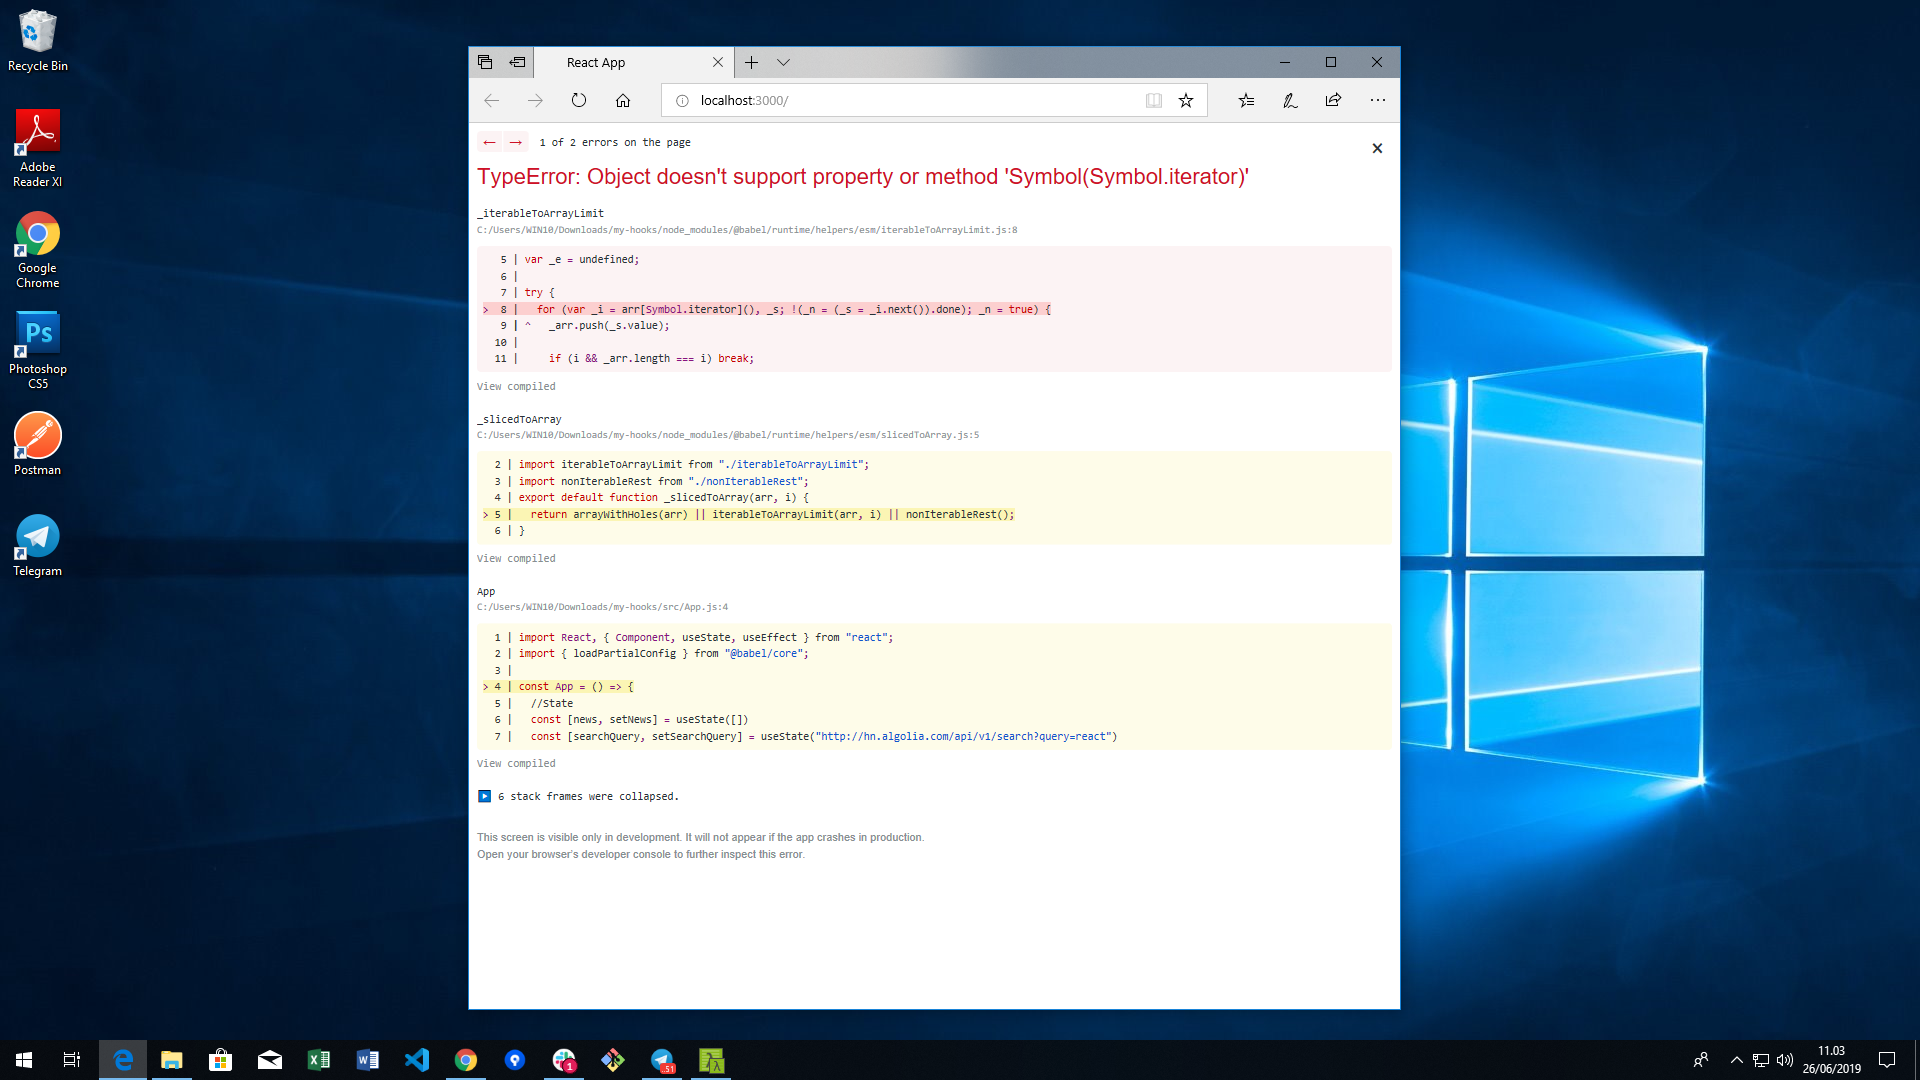 Recycle Bin
Adobe
Reader XI
Google
Chrome
Ps
Photoshop
CS5
Postman
Telegram
React App
localhost:3000/
← → 1 of 2 errors on the page
TypeError: Object doesn't support property or method 'Symbol(Symbol.iterator)'
_iterableToArrayLimit
C:/Users/WIN10/Downloads/my-hooks/node_modules/@babel/runtime/helpers/esm/iterableToArrayLimit.js:8
5 | var _e = undefined;
6 |
7 | try {
> 8 |   for (var _i = arr[Symbol.iterator](), _s; !(_n = (_s = _i.next()).done); _n = true) {
9 | ^   _arr.push(_s.value);
10 |
11 |     if (i && _arr.length === i) break;
View compiled
_slicedToArray
C:/Users/WIN10/Downloads/my-hooks/node_modules/@babel/runtime/helpers/esm/slicedToArray.js:5
2 | import iterableToArrayLimit from "./iterableToArrayLimit";
3 | import nonIterableRest from "./nonIterableRest";
4 | export default function _slicedToArray(arr, i) {
> 5 |   return arrayWithHoles(arr) || iterableToArrayLimit(arr, i) || nonIterableRest();
6 | }
View compiled
App
C:/Users/WIN10/Downloads/my-hooks/src/App.js:4
1 | import React, { Component, useState, useEffect } from "react";
2 | import { loadPartialConfig } from "@babel/core";
3 |
> 4 | const App = () => {
5 |   //State
6 |   const [news, setNews] = useState([])
7 |   const [searchQuery, setSearchQuery] = useState("http://hn.algolia.com/api/v1/search?query=react")
View compiled
6 stack frames were collapsed.
This screen is visible only in development. It will not appear if the app crashes in production.
Open your browser's developer console to further inspect this error.
1
51
11.03
26/06/2019